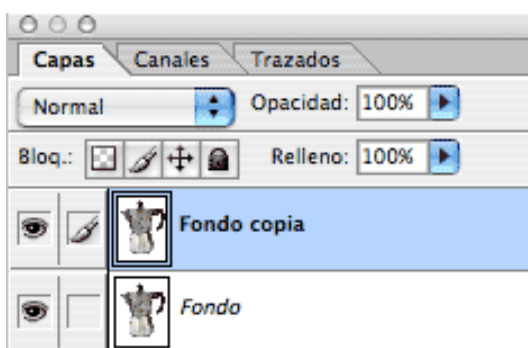 Capas Canales Trazados
Normal Opacidad: 100%
Bloq.: Relleno: 100%
Fondo copia
Fondo